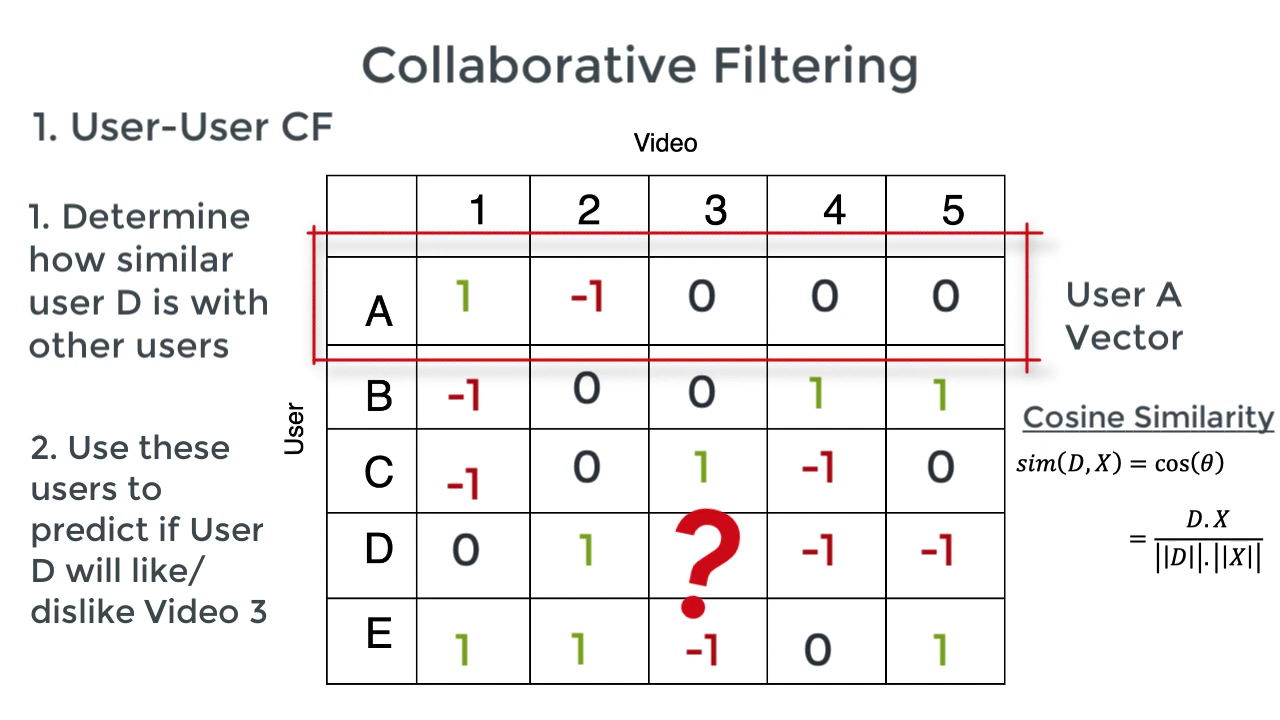 Collaborative Filtering
1. User-User CF
1. Determine
how similar
user D is with
other users
2. Use these
users to
predict if User
D will like/
dislike Video 3
Video
User
1 2 3 4 5
A 1 -1 0 0 0
B -1 0 0 1 1
C -1 0 1 -1 0
D 0 1 ? -1 -1
E 1 1 -1 0 1
User A
Vector
Cosine Similarity
sim(D, X) = cos(θ)
= D.X / ||D||.||X||